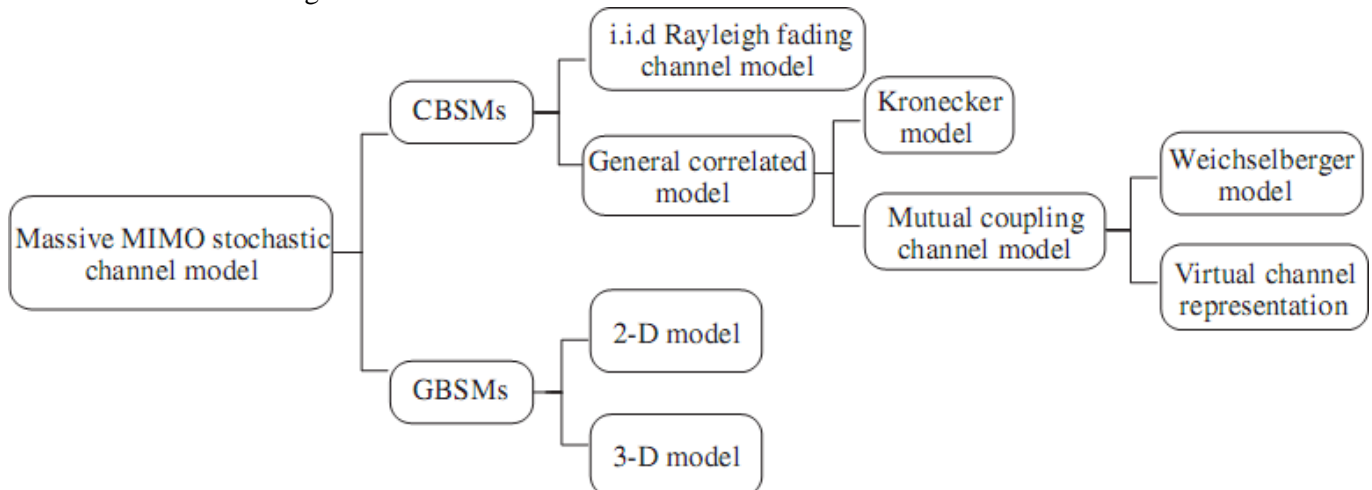 i.i.d Rayleigh fading
channel model
CBSMs
Kronecker
model
General correlated
model
Weichselberger
model
Mutual coupling
channel model
Massive MIMO stochastic
channel model
Virtual channel
representation
2-D model
GBSMs
3-D model